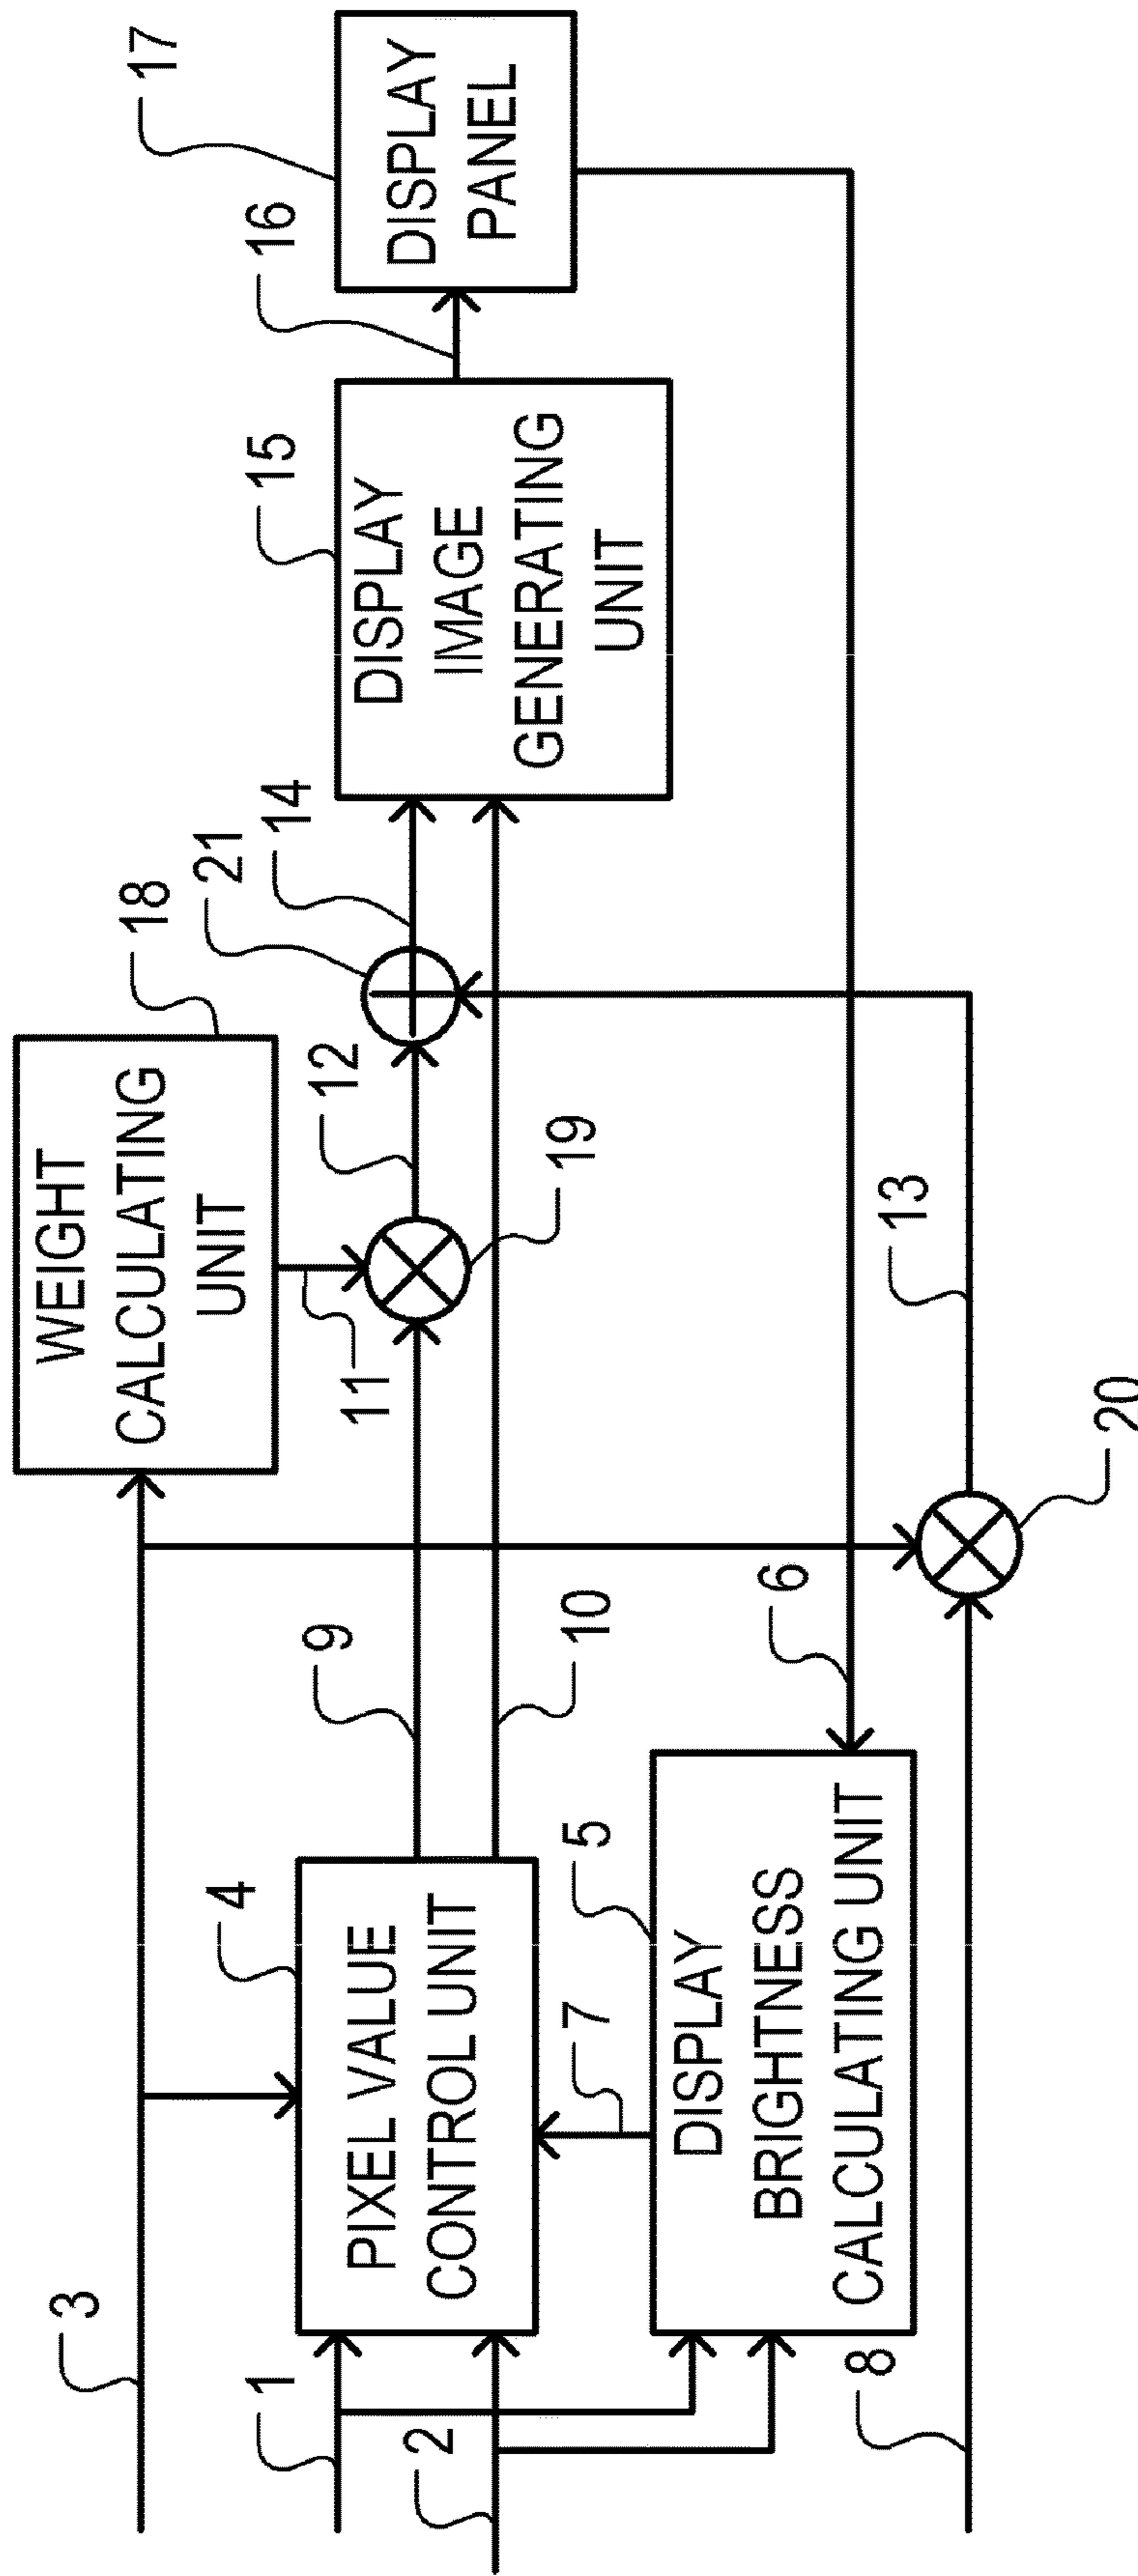 3
1
2
8
4
PIXEL VALUE
CONTROL UNIT
7
5
DISPLAY
BRIGHTNESS
CALCULATING UNIT
6
9
10
20
13
WEIGHT
CALCULATING
UNIT
18
11
19
12
21
14
15
DISPLAY
IMAGE
GENERATING
UNIT
16
17
DISPLAY
PANEL